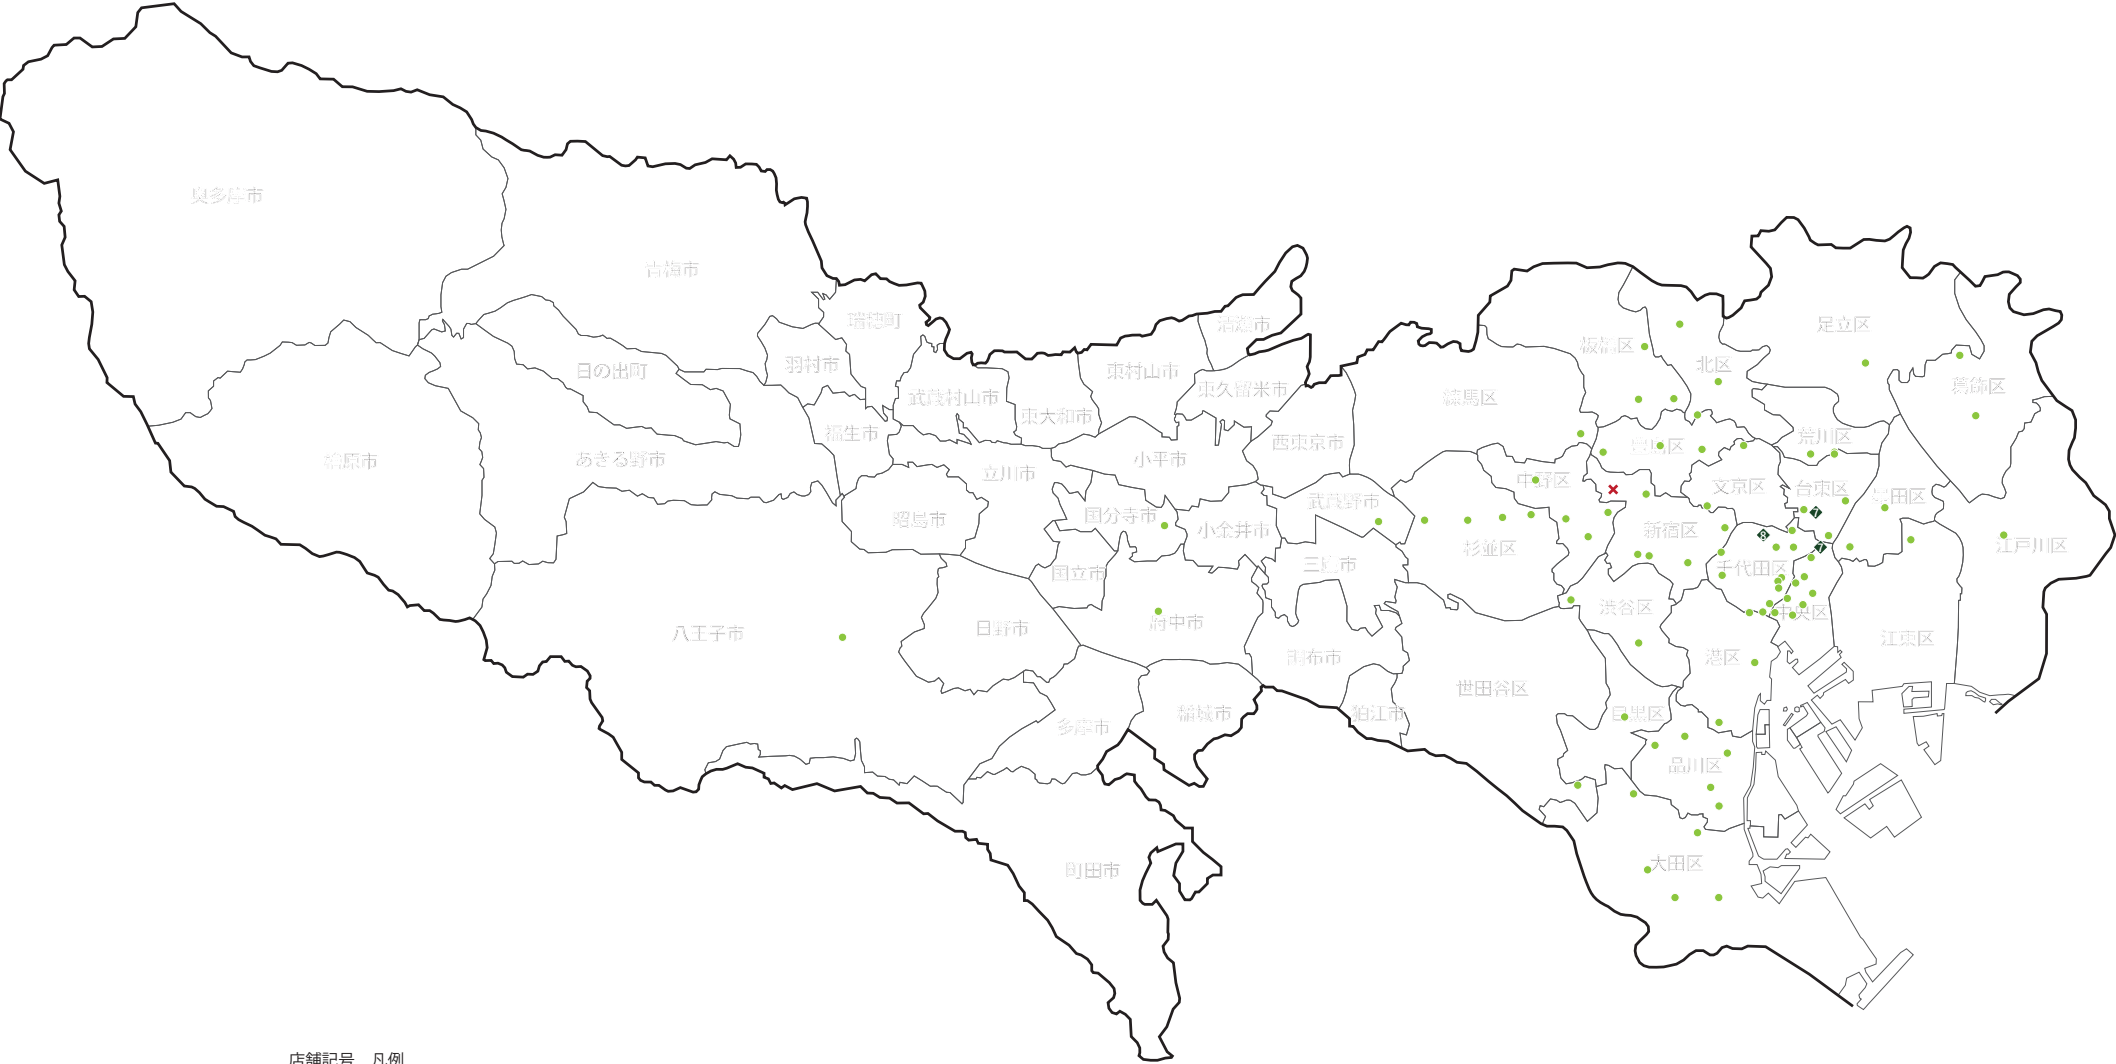 奥多摩市
青梅市
瑞穂町
清瀬市
足立区
板橋区
北区
羽村市
日の出町
東村山市
東久留米市
葛飾区
武蔵村山市
練馬区
東大和市
福生市
西東京市
豊島区
荒川区
檜原市
あきる野市
立川市
小平市
中野区
文京区
台東区
墨田区
武蔵野市
昭島市
国分寺市
小金井市
新宿区
杉並区
江戸川区
三鷹市
千代田区
国立市
渋谷区
中央区
八王子市
日野市
府中市
江東区
調布市
港区
世田谷区
稲城市
狛江市
目黒区
多摩市
品川区
町田市
大田区
7
8
7
店舗記号 凡例